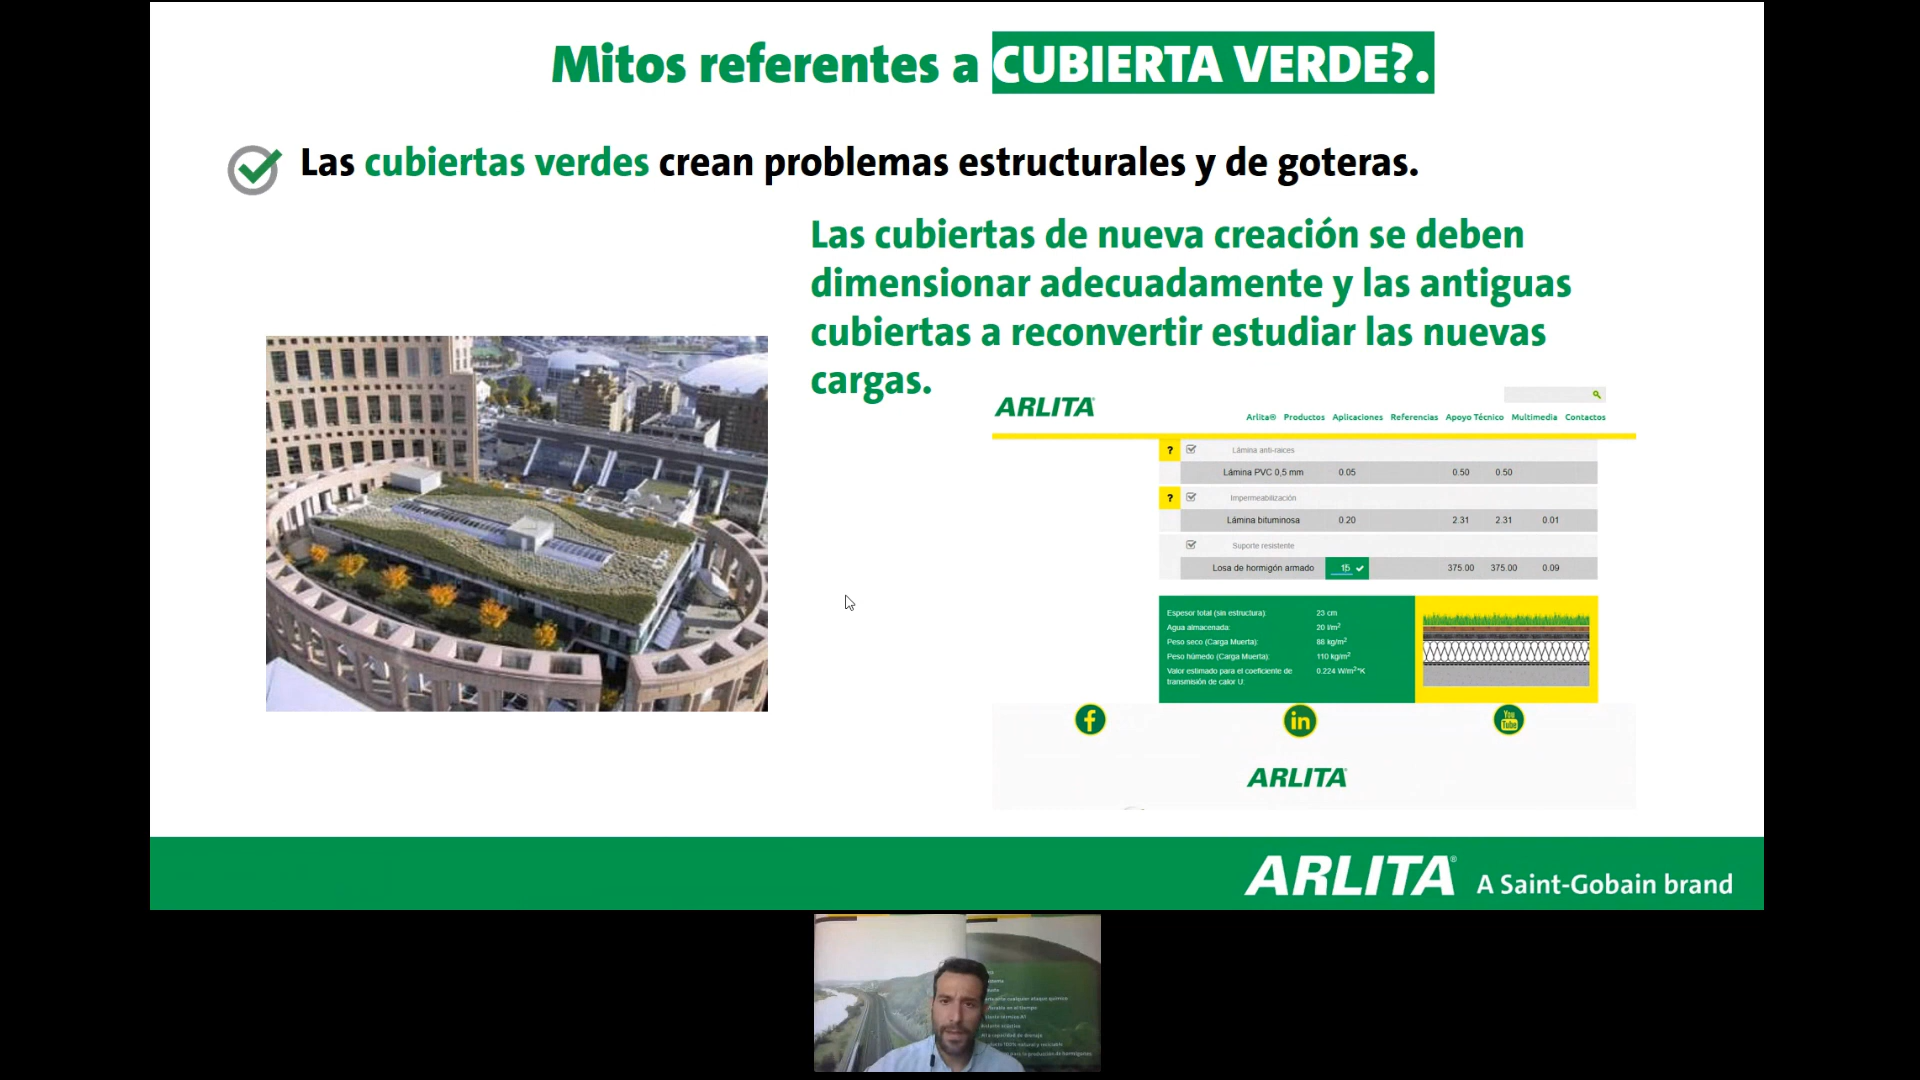 Mitos referentes a CUBIERTA VERDE?.
Las cubiertas verdes crean problemas estructurales y de goteras.
Las cubiertas de nueva creación se deben
dimensionar adecuadamente y las antiguas
cubiertas a reconvertir estudiar las nuevas
cargas.
ARLITA
Arlita® Productos Aplicaciones Referencias Apoyo Técnico Multimedia Contactos
? Lámina anti-raices
Lámina PVC 0,5 mm 0.05 0.50 0.50
? Impermeabilización
Lámina bituminosa 0.20 2.31 2.31 0.01
Suporte resistente
Losa de hormigón armado 15 375.00 375.00 0.09
Espesor total (sin estructura): 23 cm
Agua almacenada: 20 l/m²
Peso seco (Carga Muerta): 88 kg/m²
Peso húmedo (Carga Muerta): 110 kg/m²
Valor estimado para el coeficiente de 0.224 W/m²*K
transmisión de calor U:
f in You Tube
ARLITA
ARLITA® A Saint-Gobain brand